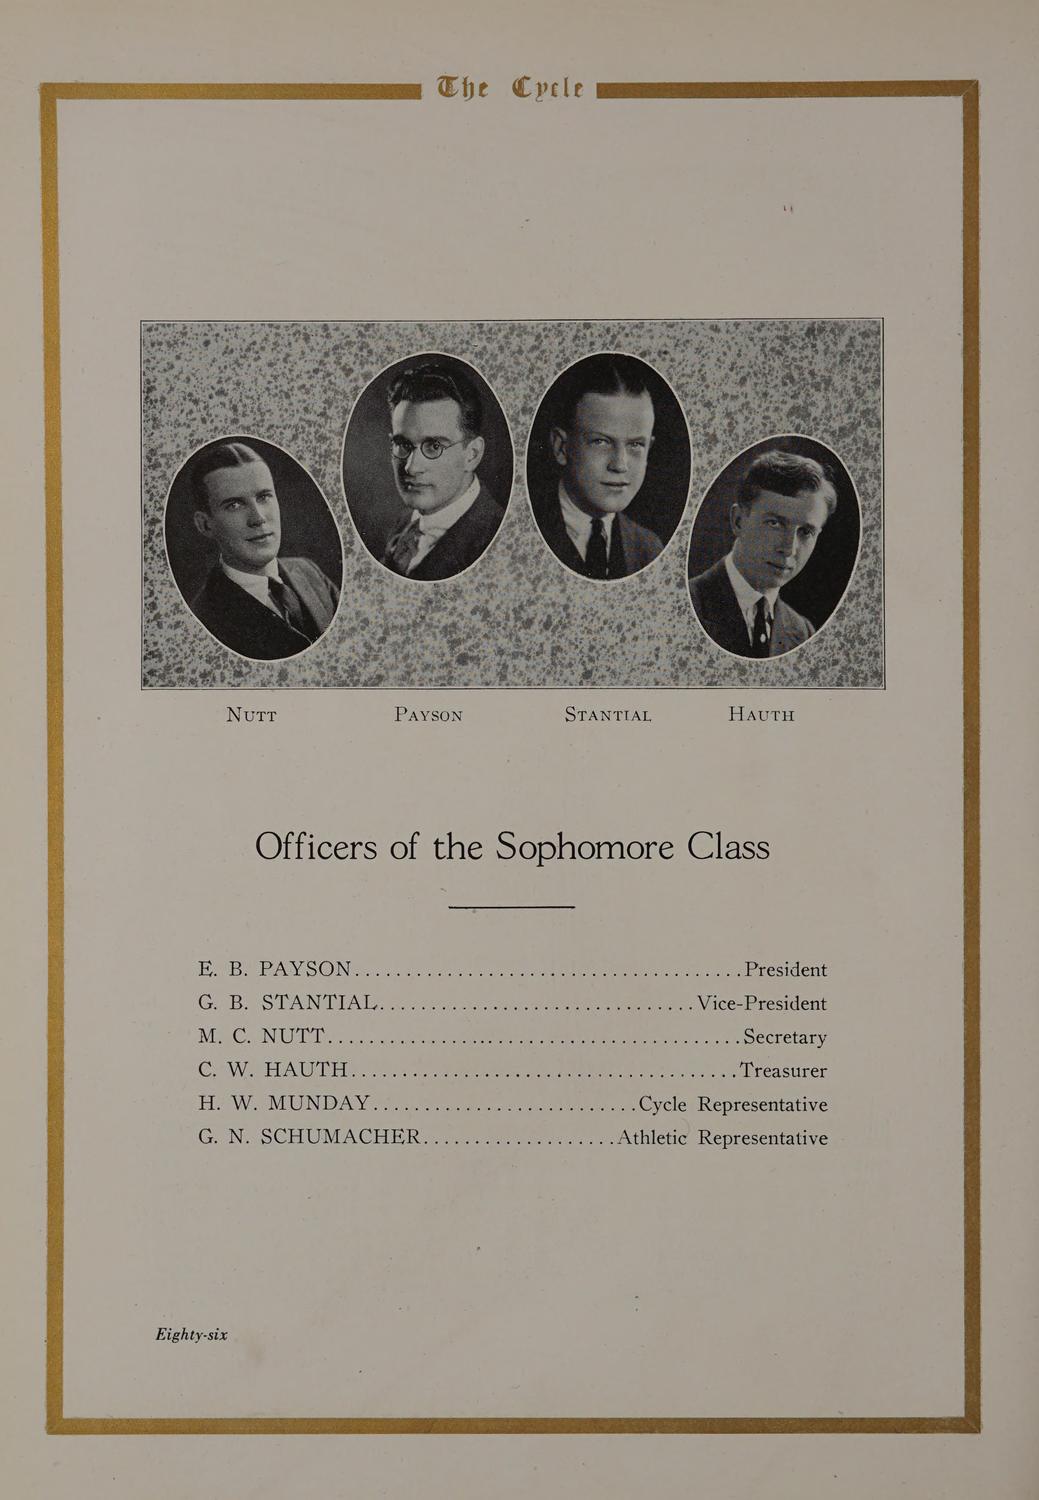 The Cycle
Nutt Payson Stantial Hauth
Officers of the Sophomore Class
E. B. PAYSON......................................President
G. B. STANTIAL...............................Vice-President
M. C. NUTT.........................................Secretary
C. W. HAUTH......................................Treasurer
H. W. MUNDAY..........................Cycle Representative
G. N. SCHUMACHER...................Athletic Representative
Eighty-six